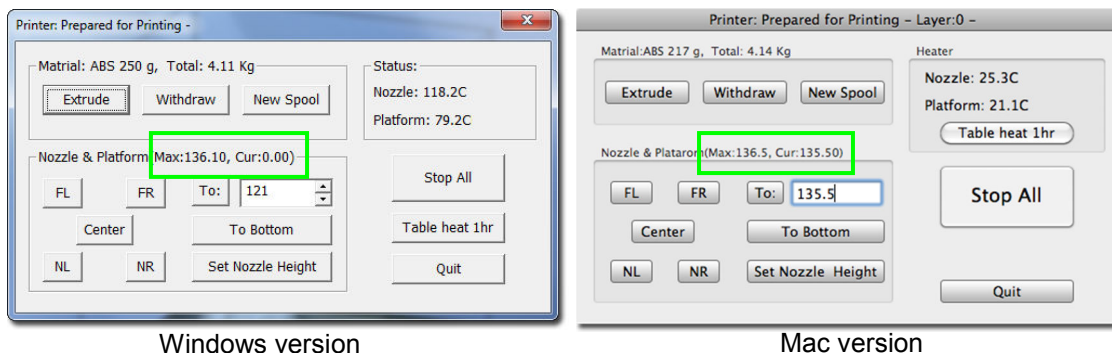 Printer: Prepared for Printing -
Matrial: ABS 250 g, Total: 4.11 Kg
Extrude Withdraw New Spool
Status:
Nozzle: 118.2C
Platform: 79.2C
Nozzle & Platform(Max:136.10, Cur:0.00)
FL FR To: 121
Center To Bottom
NL NR Set Nozzle Height
Stop All
Table heat 1hr
Quit
Windows version
Printer: Prepared for Printing – Layer:0 –
Matrial:ABS 217 g, Total: 4.14 Kg
Extrude Withdraw New Spool
Heater
Nozzle: 25.3C
Platform: 21.1C
Table heat 1hr
Nozzle & Platarom(Max:136.5, Cur:135.50)
FL FR To: 135.5
Center To Bottom
NL NR Set Nozzle Height
Stop All
Quit
Mac version